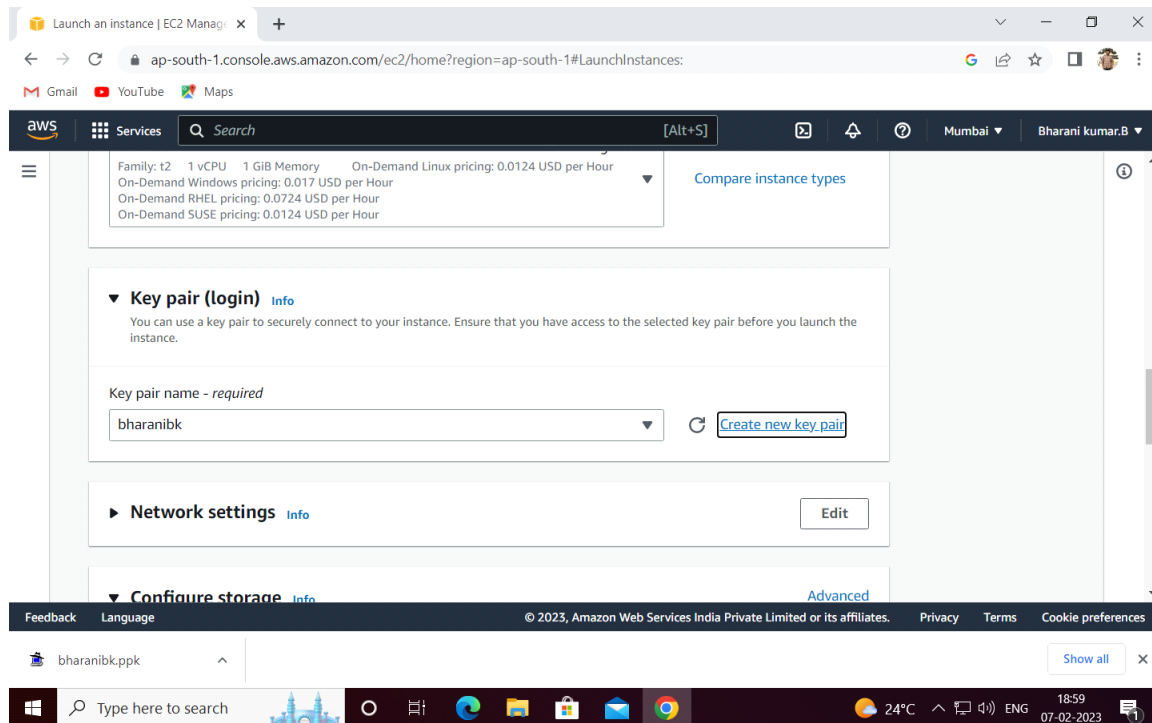 Launch an instance | EC2 Manage
ap-south-1.console.aws.amazon.com/ec2/home?region=ap-south-1#LaunchInstances:
G
Gmail YouTube Maps
aws Services Search [Alt+S] Mumbai Bharani kumar.B
Family: t2 1 vCPU 1 GiB Memory On-Demand Linux pricing: 0.0124 USD per Hour
On-Demand Windows pricing: 0.017 USD per Hour
On-Demand RHEL pricing: 0.0724 USD per Hour
On-Demand SUSE pricing: 0.0124 USD per Hour
Compare instance types
Key pair (login) Info
You can use a key pair to securely connect to your instance. Ensure that you have access to the selected key pair before you launch the
instance.
Key pair name - required
bharanibk Create new key pair
Network settings Info Edit
Configure storage Info Advanced
Feedback Language © 2023, Amazon Web Services India Private Limited or its affiliates. Privacy Terms Cookie preferences
bharanibk.ppk Show all
Type here to search 24°C ENG 18:59
07-02-2023 1